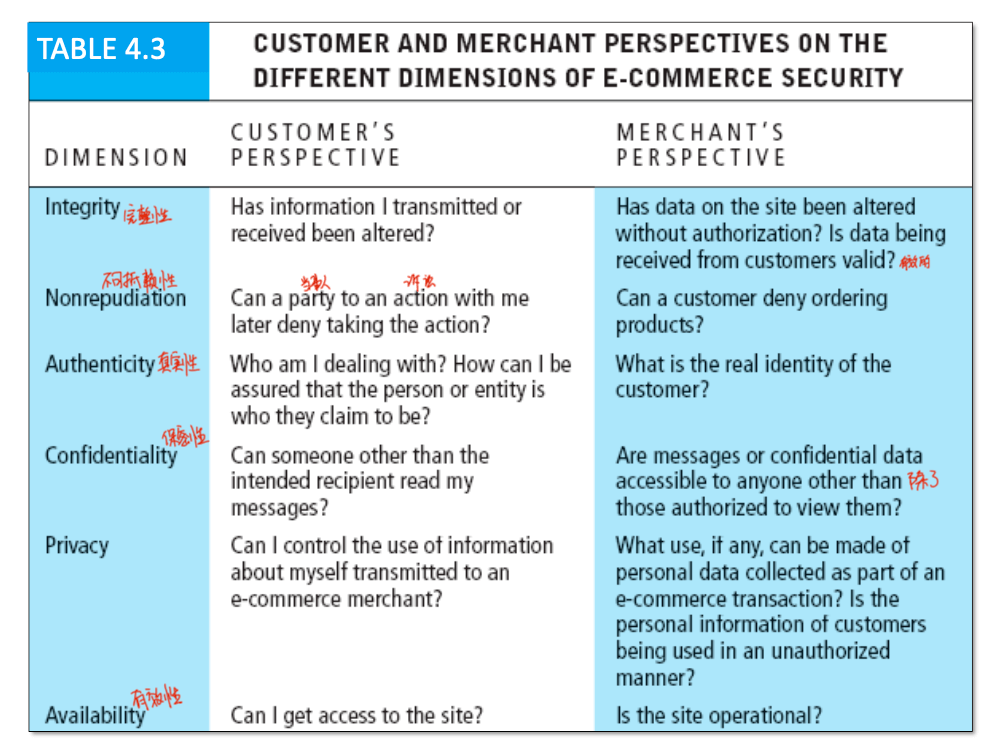 TABLE 4.3
CUSTOMER AND MERCHANT PERSPECTIVES ON THE
DIFFERENT DIMENSIONS OF E-COMMERCE SECURITY
DIMENSION
CUSTOMER'S
PERSPECTIVE
MERCHANT'S
PERSPECTIVE
Integrity 完整性
Has information I transmitted or
received been altered?
Has data on the site been altered
without authorization? Is data being
received from customers valid? 有效的
不可抵赖性
Nonrepudiation
当事人 诉讼
Can a party to an action with me
later deny taking the action?
Can a customer deny ordering
products?
Authenticity 真实性
Who am I dealing with? How can I be
assured that the person or entity is
who they claim to be?
What is the real identity of the
customer?
保密性
Confidentiality
Can someone other than the
intended recipient read my
messages?
Are messages or confidential data
accessible to anyone other than 除了
those authorized to view them?
Privacy
Can I control the use of information
about myself transmitted to an
e-commerce merchant?
What use, if any, can be made of
personal data collected as part of an
e-commerce transaction? Is the
personal information of customers
being used in an unauthorized
manner?
有效性
Availability
Can I get access to the site?
Is the site operational?